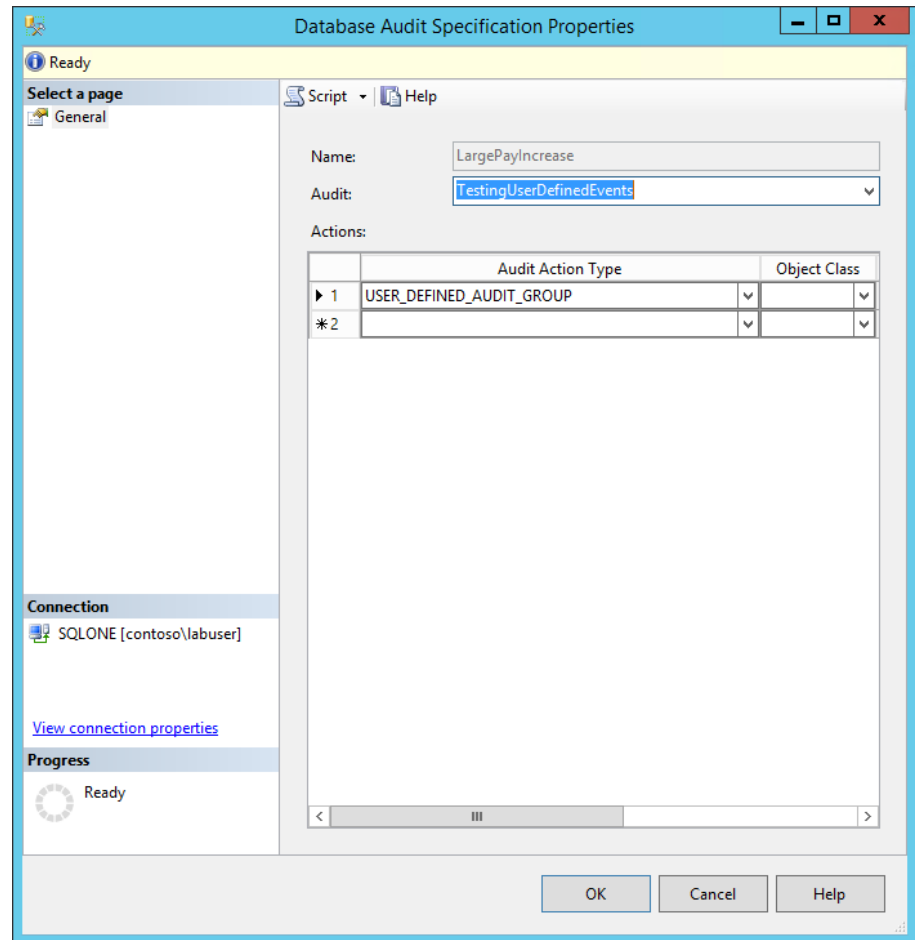 Database Audit Specification Properties
Ready
Select a page
General
Script
Help
Name:
LargePayIncrease
Audit:
TestingUserDefinedEvents
Actions:
Audit Action Type
Object Class
1
USER_DEFINED_AUDIT_GROUP
*2
Connection
SQLONE [contoso\labuser]
View connection properties
Progress
Ready
OK
Cancel
Help